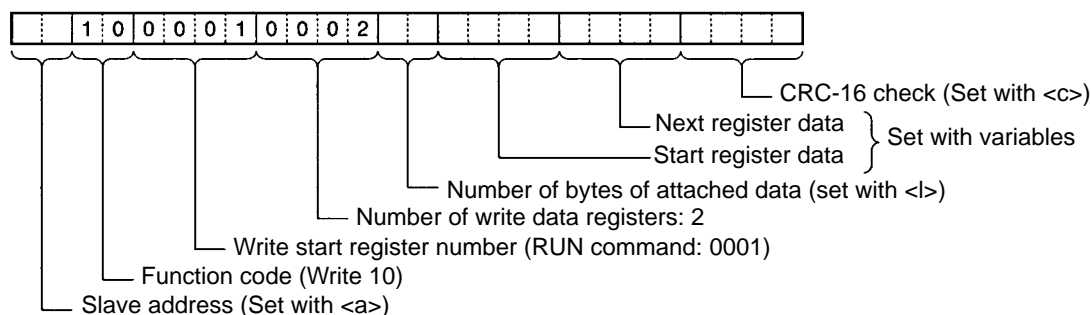 1 0 0 0 0 1 0 0 0 2
CRC-16 check (Set with <c>)
Next register data
Set with variables
Start register data
Number of bytes of attached data (set with <l>)
Number of write data registers: 2
Write start register number (RUN command: 0001)
Function code (Write 10)
Slave address (Set with <a>)